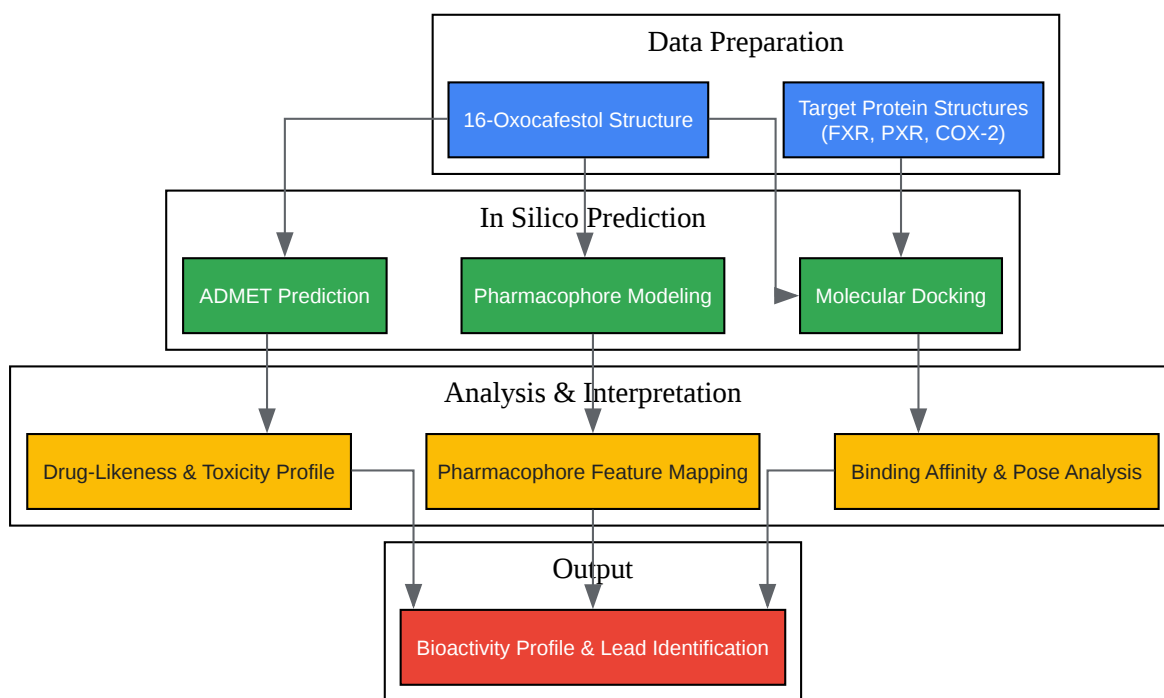 Data Preparation
16-Oxocafestol Structure
Target Protein Structures
(FXR, PXR, COX-2)
In Silico Prediction
ADMET Prediction
Pharmacophore Modeling
Molecular Docking
Analysis & Interpretation
Drug-Likeness & Toxicity Profile
Pharmacophore Feature Mapping
Binding Affinity & Pose Analysis
Output
Bioactivity Profile & Lead Identification